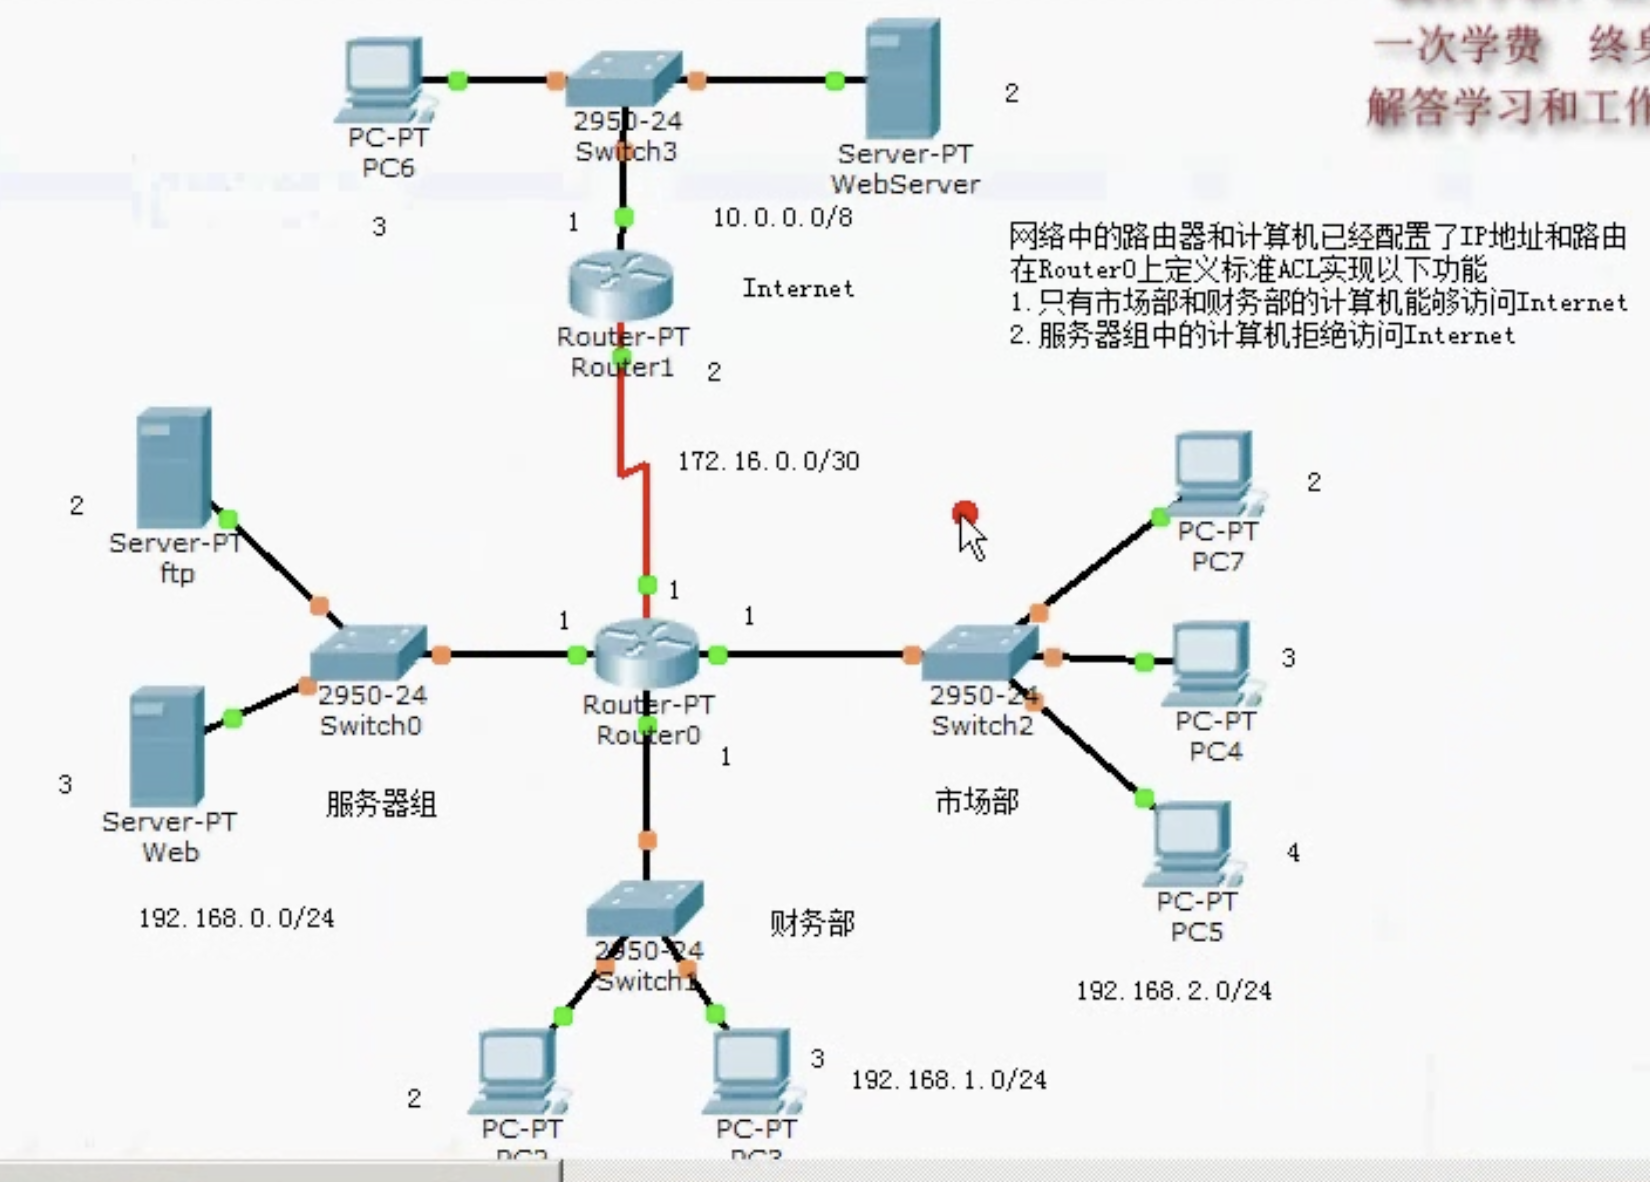 一次学费 终身
解答学习和工作
PC-PT
PC6
3
2950-24
Switch3
Server-PT
WebServer
2
1
10.0.0.0/8
Internet
Router-PT
Router1
2
网络中的路由器和计算机已经配置了IP地址和路由
在Router0上定义标准ACL实现以下功能
1.只有市场部和财务部的计算机能够访问Internet
2.服务器组中的计算机拒绝访问Internet
172.16.0.0/30
2
Server-PT
ftp
2
PC-PT
PC7
1
1
1
2950-24
Switch0
Router-PT
Router0
1
2950-24
Switch2
3
PC-PT
PC4
3
Server-PT
Web
服务器组
市场部
4
PC-PT
PC5
192.168.0.0/24
财务部
2950-24
Switch1
192.168.2.0/24
2
PC-PT
3
PC-PT
192.168.1.0/24